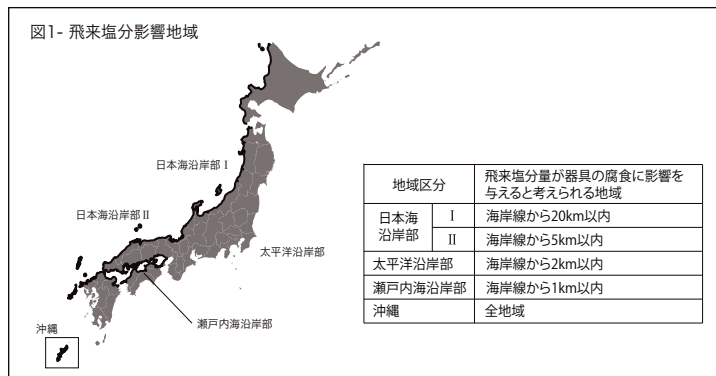 図1- 飛来塩分影響地域
日本海沿岸部Ⅰ
日本海沿岸部Ⅱ
太平洋沿岸部
瀬戸内海沿岸部
沖縄
地域区分
飛来塩分量が器具の腐食に影響を
与えると考えられる地域
日本海
沿岸部
Ⅰ
海岸線から20km以内
Ⅱ
海岸線から5km以内
太平洋沿岸部
海岸線から2km以内
瀬戸内海沿岸部
海岸線から1km以内
沖縄
全地域